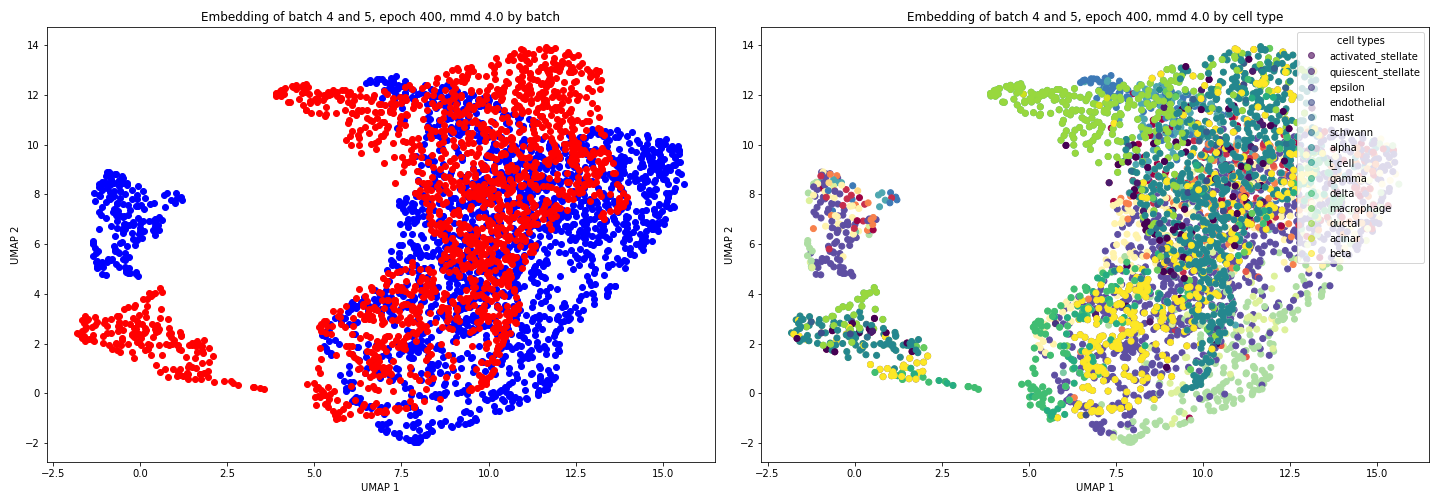 Embedding of batch 4 and 5, epoch 400, mmd 4.0 by batch
14
12
10
8
6
4
2
0
−2
UMAP 2
−2.5 0.0 2.5 5.0 7.5 10.0 12.5 15.0
UMAP 1
Embedding of batch 4 and 5, epoch 400, mmd 4.0 by cell type
cell types
activated_stellate
quiescent_stellate
epsilon
endothelial
mast
schwann
alpha
t_cell
gamma
delta
macrophage
ductal
acinar
beta
14
12
10
8
6
4
2
0
−2
UMAP 2
−2.5 0.0 2.5 5.0 7.5 10.0 12.5 15.0
UMAP 1